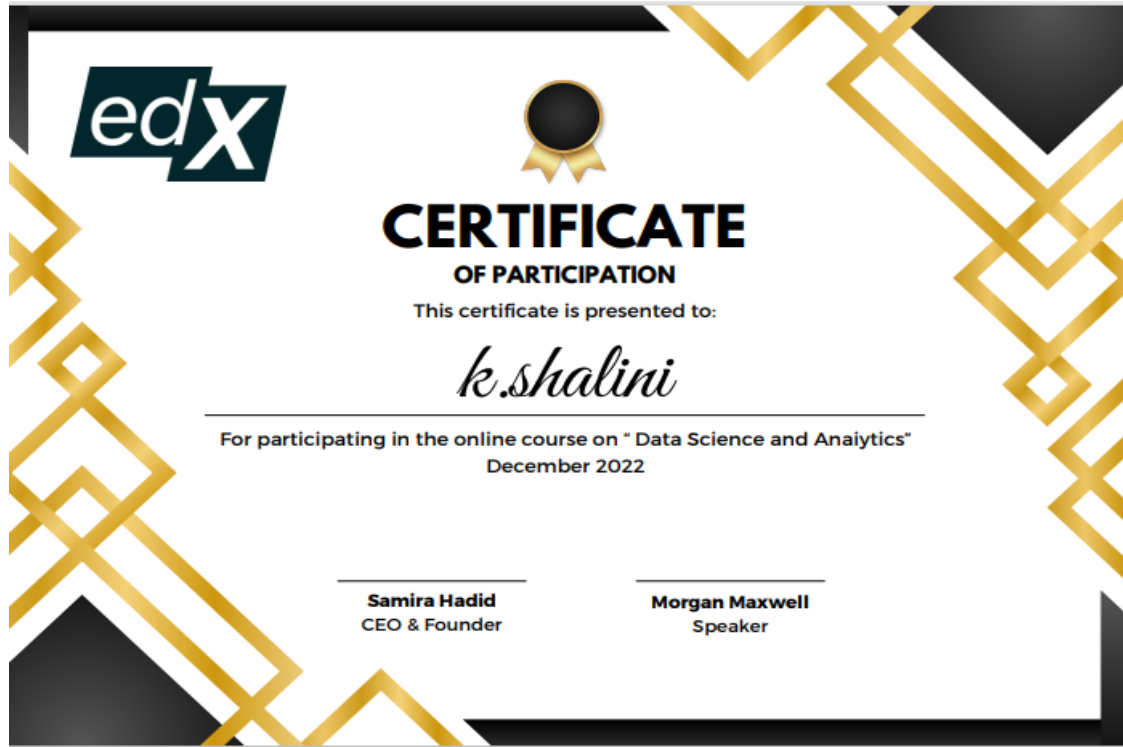 edX
CERTIFICATE
OF PARTICIPATION
This certificate is presented to:
k.shalini
For participating in the online course on “ Data Science and Anaiytics”
December 2022
Samira Hadid
CEO & Founder
Morgan Maxwell
Speaker